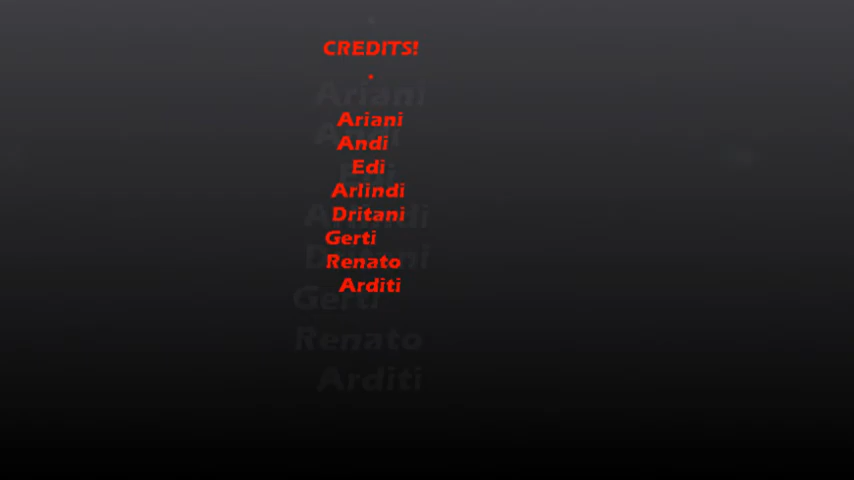 CREDITS!
.
Ariani
Andi
Edi
Arlindi
Dritani
Gerti
Renato
Arditi